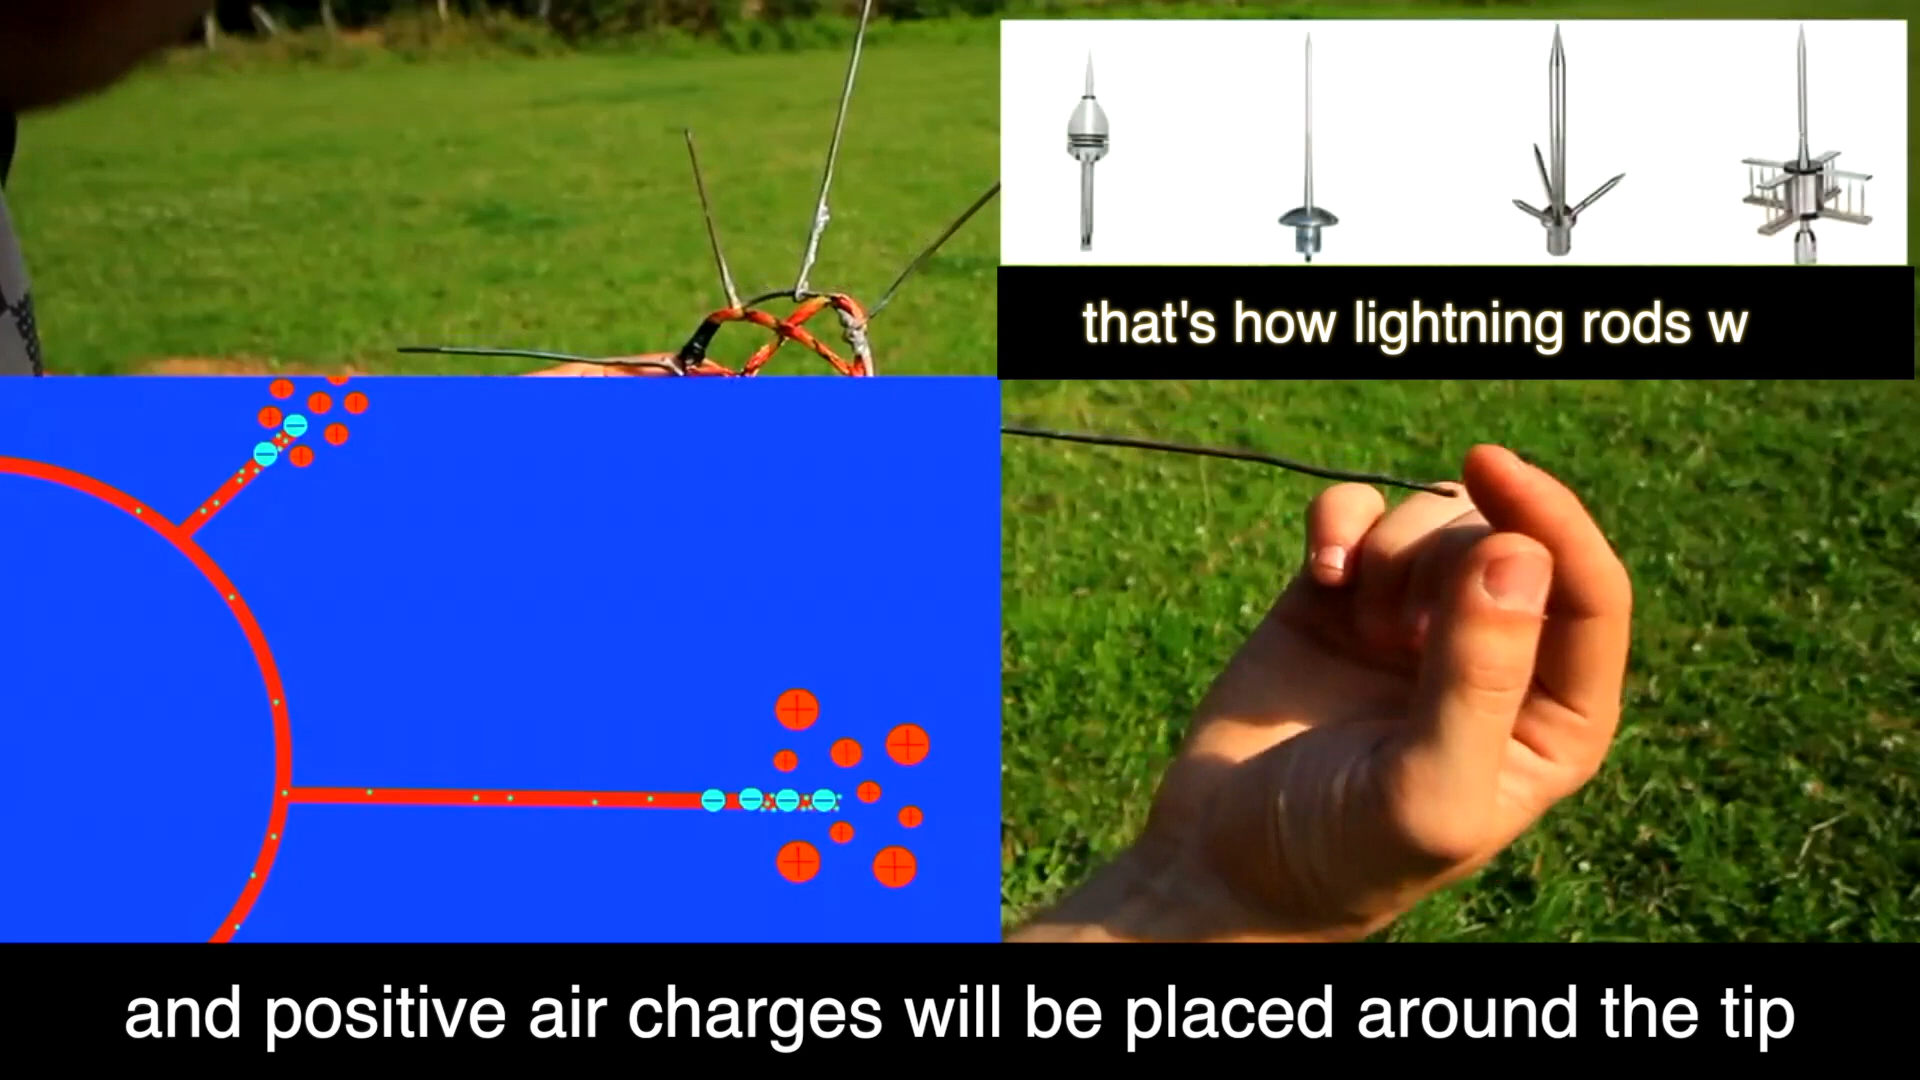 that's how lightning rods w
and positive air charges will be placed around the tip